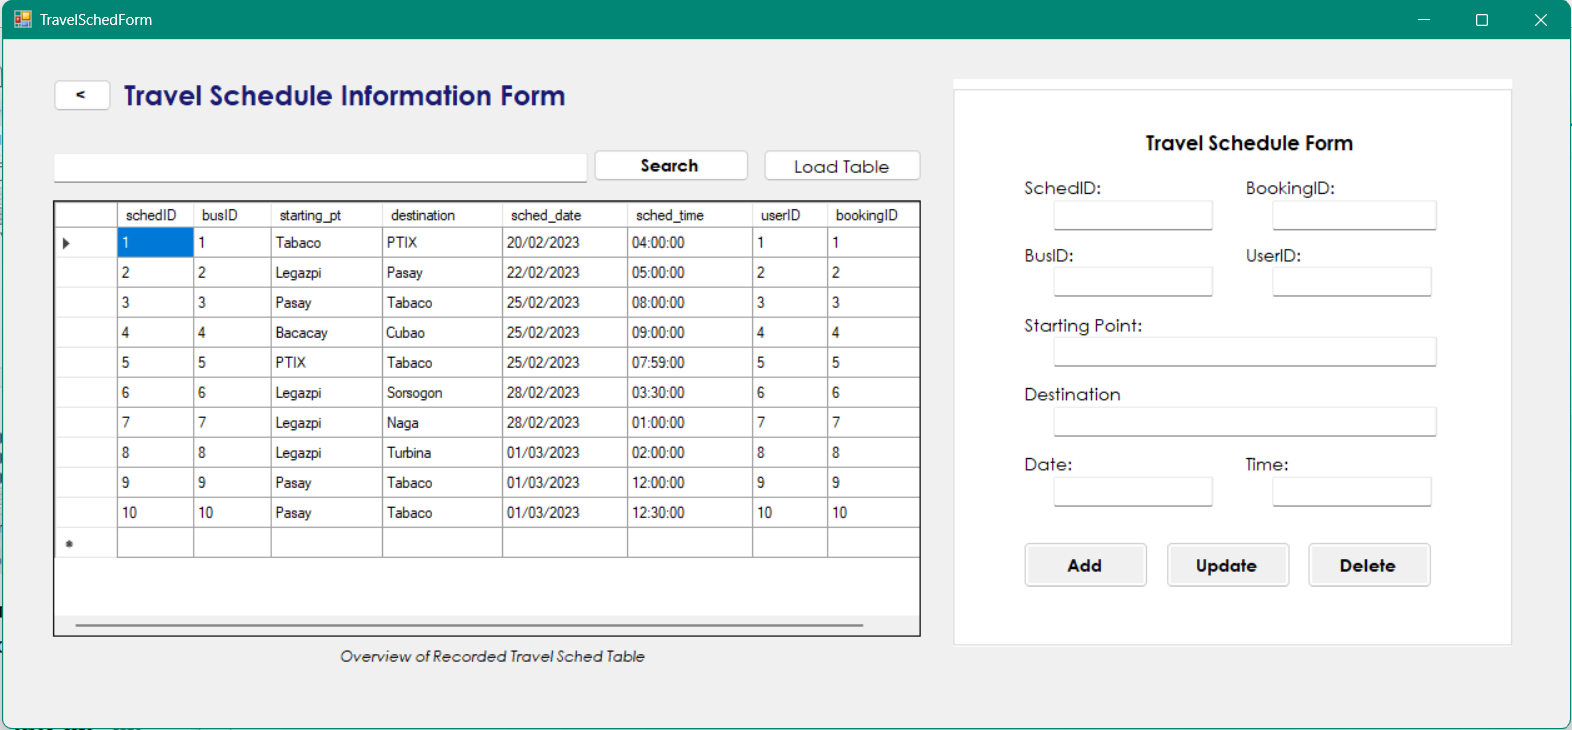 TravelSchedForm
< Travel Schedule Information Form
Search Load Table
schedID busID starting_pt destination sched_date sched_time userID bookingID
1 1 Tabaco PTIX 20/02/2023 04:00:00 1 1
2 2 Legazpi Pasay 22/02/2023 05:00:00 2 2
3 3 Pasay Tabaco 25/02/2023 08:00:00 3 3
4 4 Bacacay Cubao 25/02/2023 09:00:00 4 4
5 5 PTIX Tabaco 25/02/2023 07:59:00 5 5
6 6 Legazpi Sorsogon 28/02/2023 03:30:00 6 6
7 7 Legazpi Naga 28/02/2023 01:00:00 7 7
8 8 Legazpi Turbina 01/03/2023 02:00:00 8 8
9 9 Pasay Tabaco 01/03/2023 12:00:00 9 9
10 10 Pasay Tabaco 01/03/2023 12:30:00 10 10
Overview of Recorded Travel Sched Table
Travel Schedule Form
SchedID: BookingID:
BusID: UserID:
Starting Point:
Destination
Date: Time:
Add Update Delete